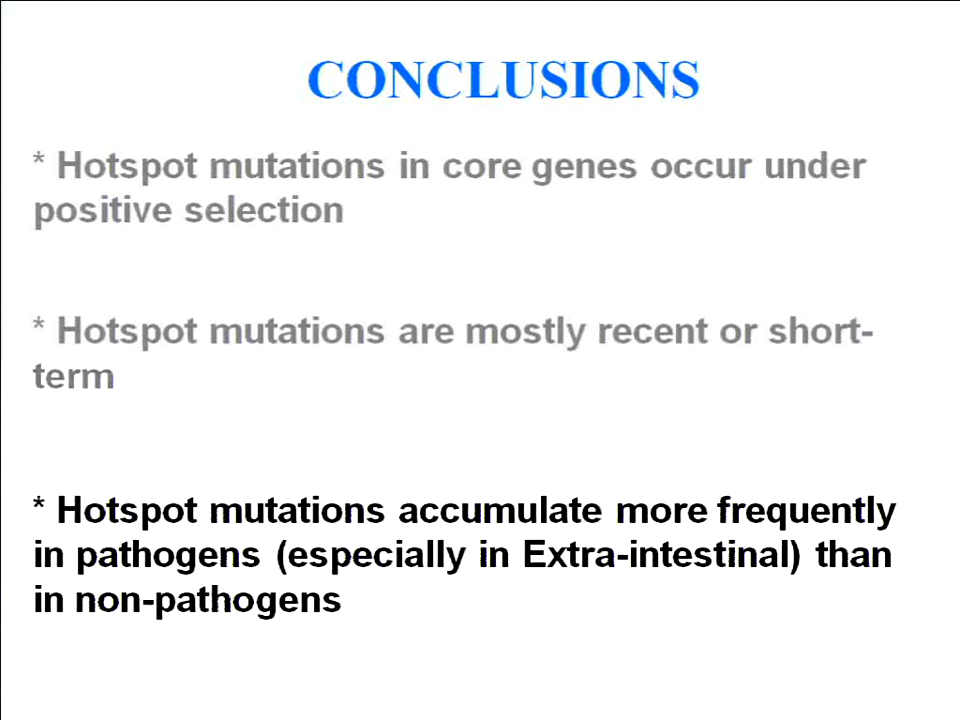 CONCLUSIONS
* Hotspot mutations in core genes occur under
positive selection
* Hotspot mutations are mostly recent or short-
term
* Hotspot mutations accumulate more frequently
in pathogens (especially in Extra-intestinal) than
in non-pathogens